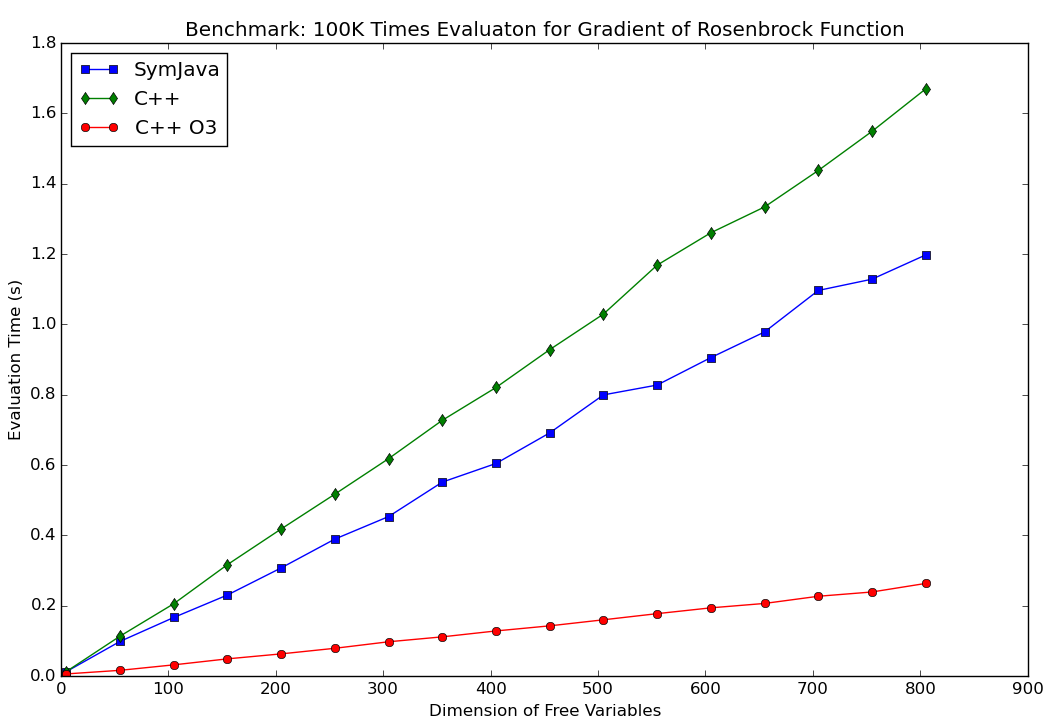 Benchmark: 100K Times Evaluaton for Gradient of Rosenbrock Function
SymJava
C++
C++ O3
1.8
1.6
1.4
1.2
1.0
0.8
0.6
0.4
0.2
0.0
Evaluation Time (s)
0 100 200 300 400 500 600 700 800 900
Dimension of Free Variables